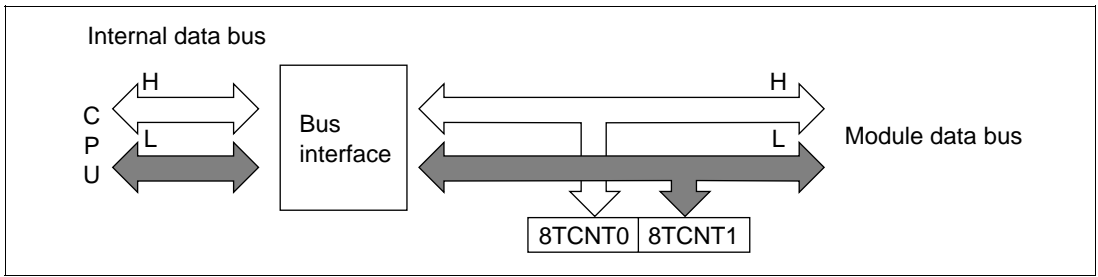 Internal data bus
H
H
C
P
U
L
Bus
interface
L
Module data bus
8TCNT0
8TCNT1